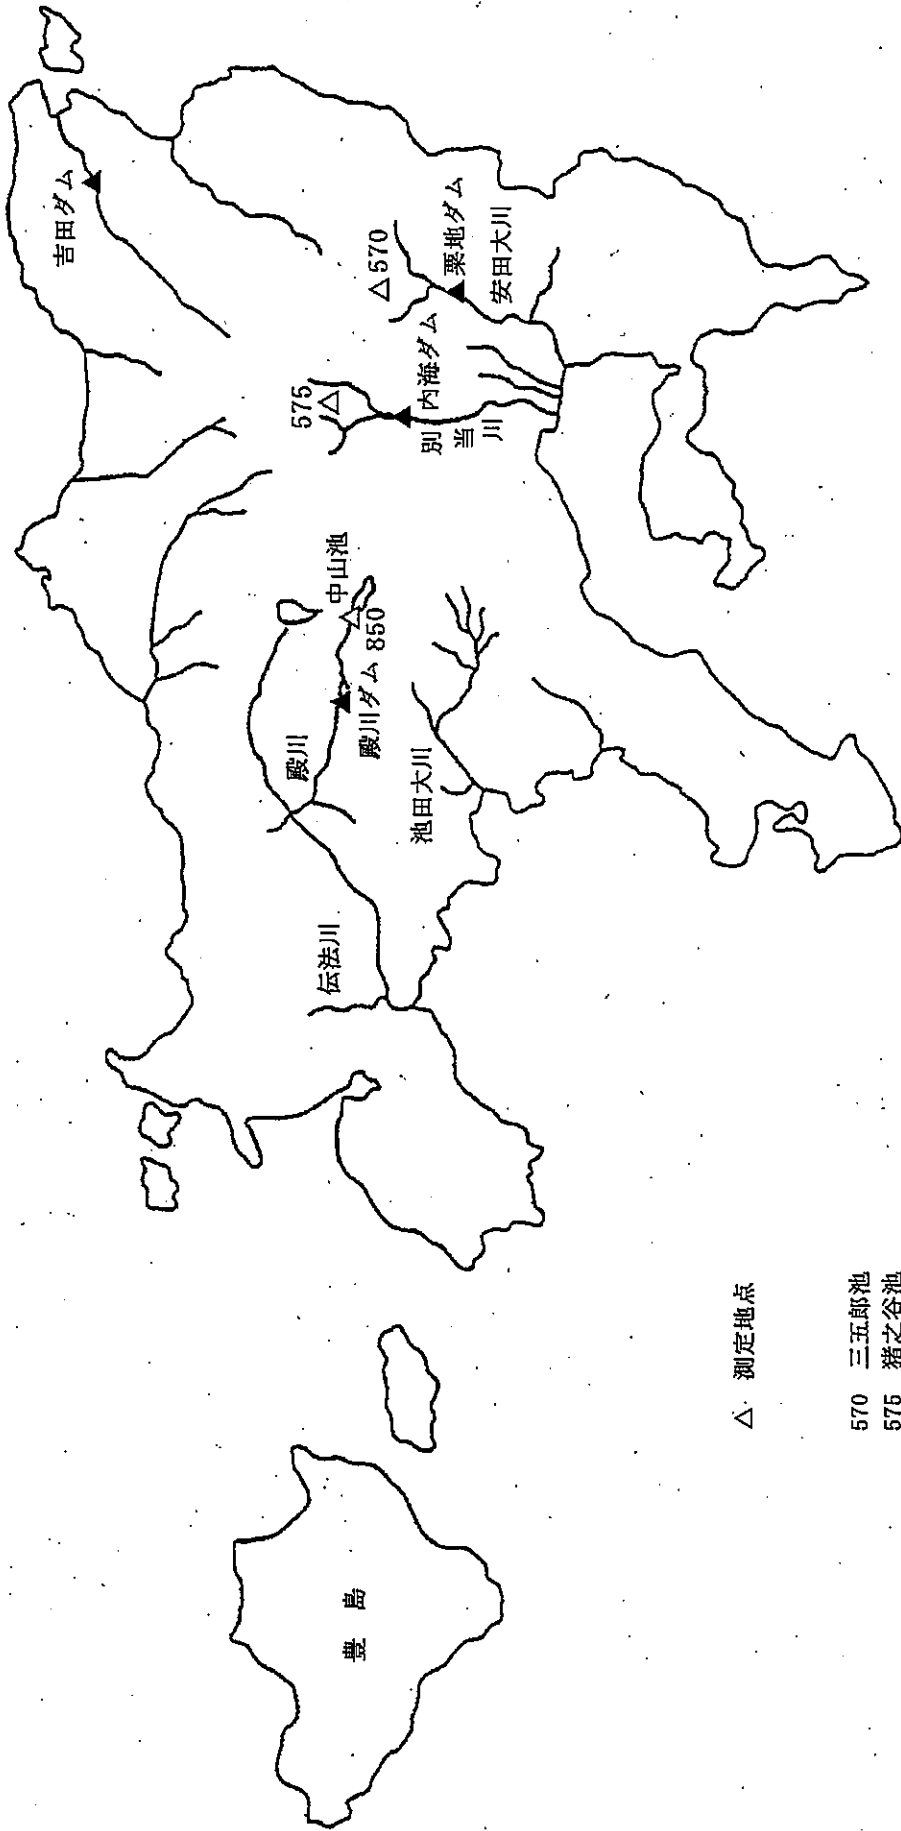 吉田ダム
△570
粟地ダム
安田大川
575
△
内海ダム
別当川
中山池
△
850
殿川ダム
殿川
池田大川
伝法川
豊島
△ 測定地点
570 三五郎池
575 猪之谷池